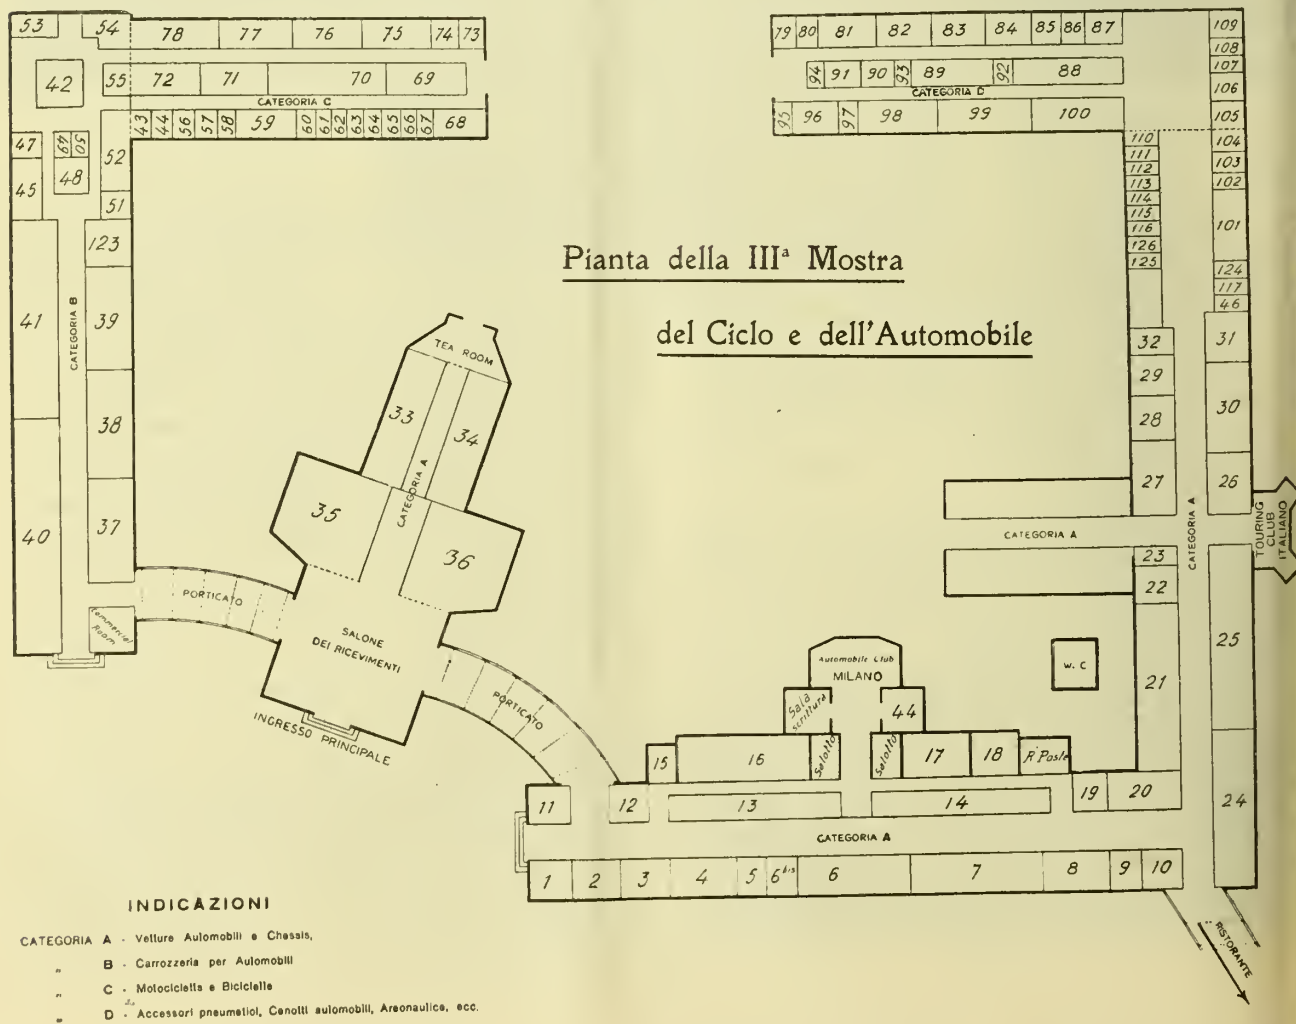 53 54 78 77 76 75 74 73
79 80 81 82 83 84 85 86 87 109
108
42 55 72 71 70 69
94 91 90 93 89 92 88 107
CATEGORIA C
CATEGORIA D
106
43 44 56 57 58 59 60 61 62 63 64 65 66 67 68
95 96 97 98 99 100 105
47 49 50 52
110 104
111 103
45 48
112 102
113
51
114
115
116 101
123
126
125 124
117
46
Pianta della IIIª Mostra
del Ciclo e dell'Automobile
41 CATEGORIA B 39
32 31
29
28 30
38
27 26
TEA ROOM
33 34
CATEGORIA A
35 36
40 37
CATEGORIA A
CATEGORIA A
TOURING
CLUB
ITALIANO
23
22
25
21
PORTICATO
Commercial
Room
SALONE
DEI RICEVIMENTI
INGRESSO PRINCIPALE
PORTICATO
Automobile Club
MILANO
W. C
Sala
scrittura
44
15 16 Salotto Salotto 17 18 R Poste
11 12 13 14 19 20 24
CATEGORIA A
1 2 3 4 5 6bis 6 7 8 9 10
RISTORANTE
INDICAZIONI
CATEGORIA A - Vetture Automobili e Chassis,
„ B - Carrozzeria per Automobili
„ C - Motociclette e Biciclette
„ D - Accessori pneumatici, Canotti automobili, Areonautica, ecc.